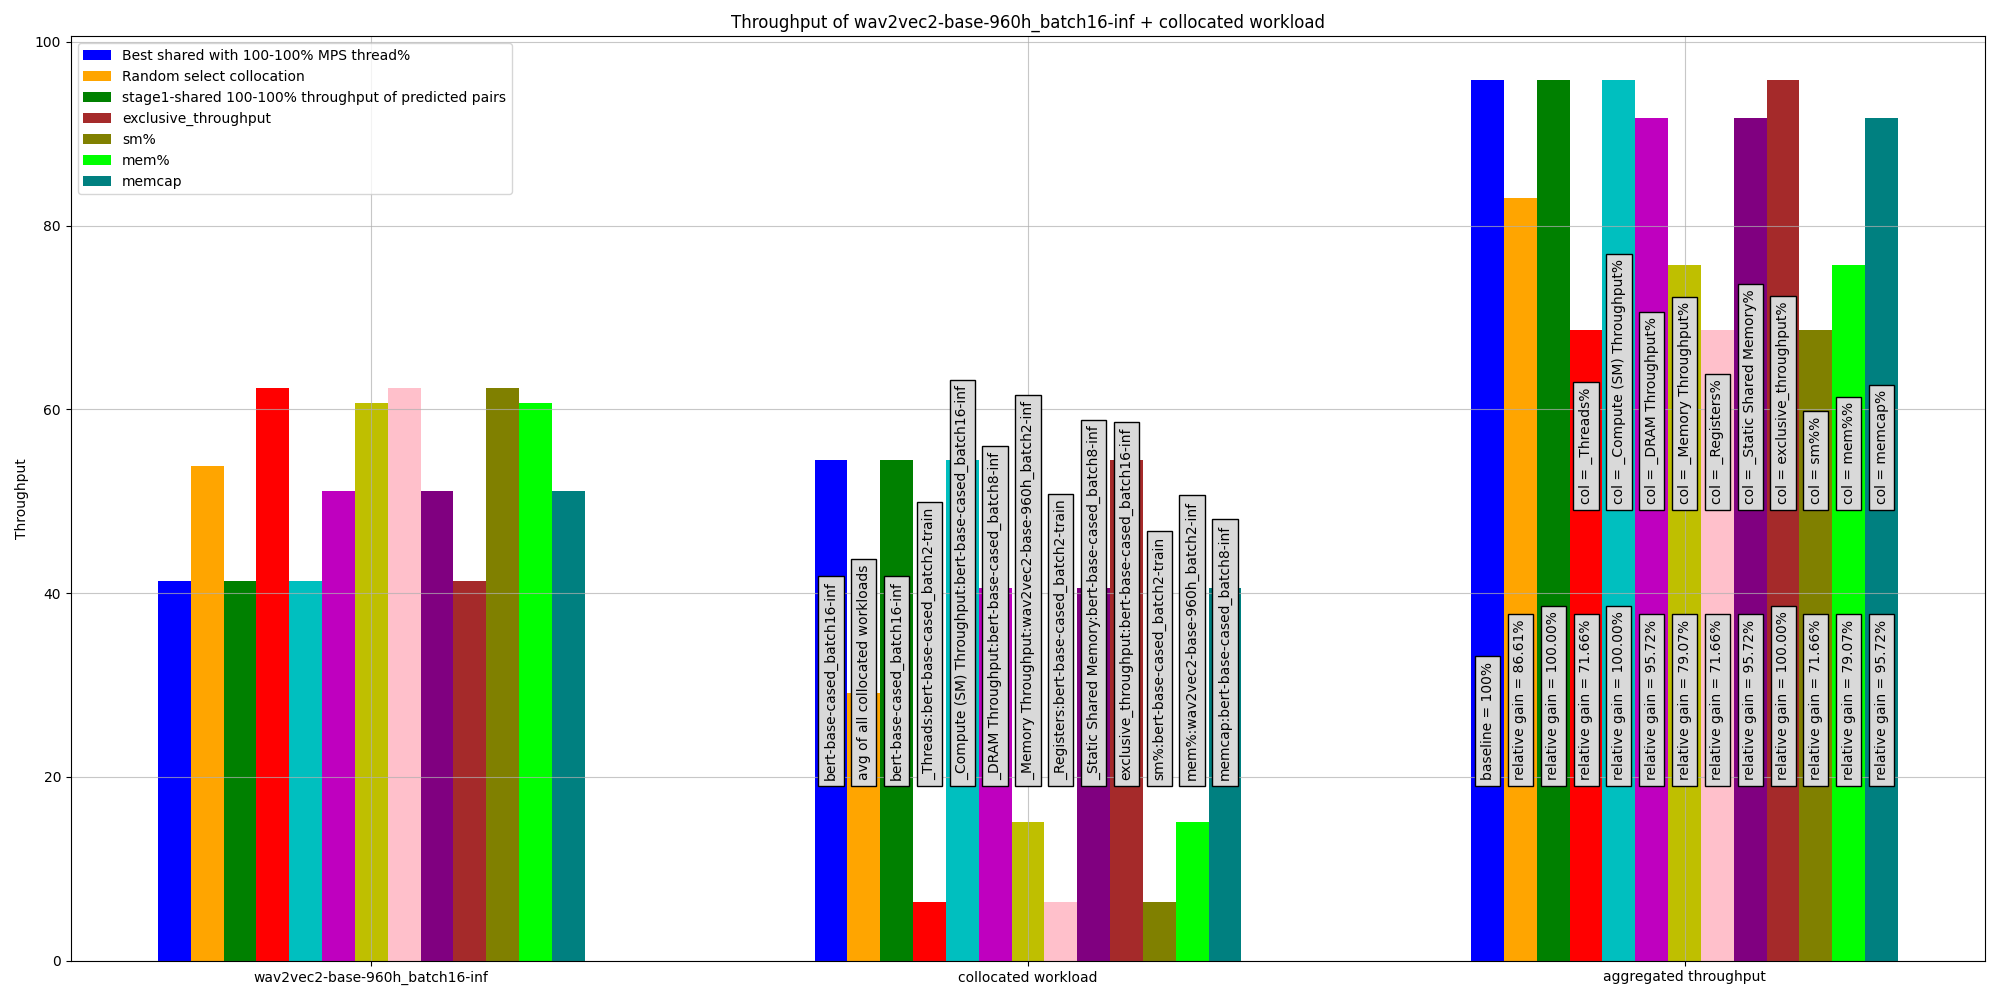 Throughput of wav2vec2-base-960h_batch16-inf + collocated workload
Throughput
100
80
60
40
20
0
Best shared with 100-100% MPS thread%
Random select collocation
stage1-shared 100-100% throughput of predicted pairs
exclusive_throughput
sm%
mem%
memcap
bert-base-cased_batch16-inf
avg of all collocated workloads
bert-base-cased_batch16-inf
_Threads:bert-base-cased_batch2-train
_Compute (SM) Throughput:bert-base-cased_batch16-inf
_DRAM Throughput:bert-base-cased_batch8-inf
_Memory Throughput:wav2vec2-base-960h_batch2-inf
_Registers:bert-base-cased_batch2-train
_Static Shared Memory:bert-base-cased_batch8-inf
exclusive_throughput:bert-base-cased_batch16-inf
sm%:bert-base-cased_batch2-train
mem%:wav2vec2-base-960h_batch2-inf
memcap:bert-base-cased_batch8-inf
col = _Threads%
col = _Compute (SM) Throughput%
col = _DRAM Throughput%
col = _Memory Throughput%
col = _Registers%
col = _Static Shared Memory%
col = exclusive_throughput%
col = sm%%
col = mem%%
col = memcap%
baseline = 100%
relative gain = 86.61%
relative gain = 100.00%
relative gain = 71.66%
relative gain = 100.00%
relative gain = 95.72%
relative gain = 79.07%
relative gain = 71.66%
relative gain = 95.72%
relative gain = 100.00%
relative gain = 71.66%
relative gain = 79.07%
relative gain = 95.72%
wav2vec2-base-960h_batch16-inf
collocated workload
aggregated throughput